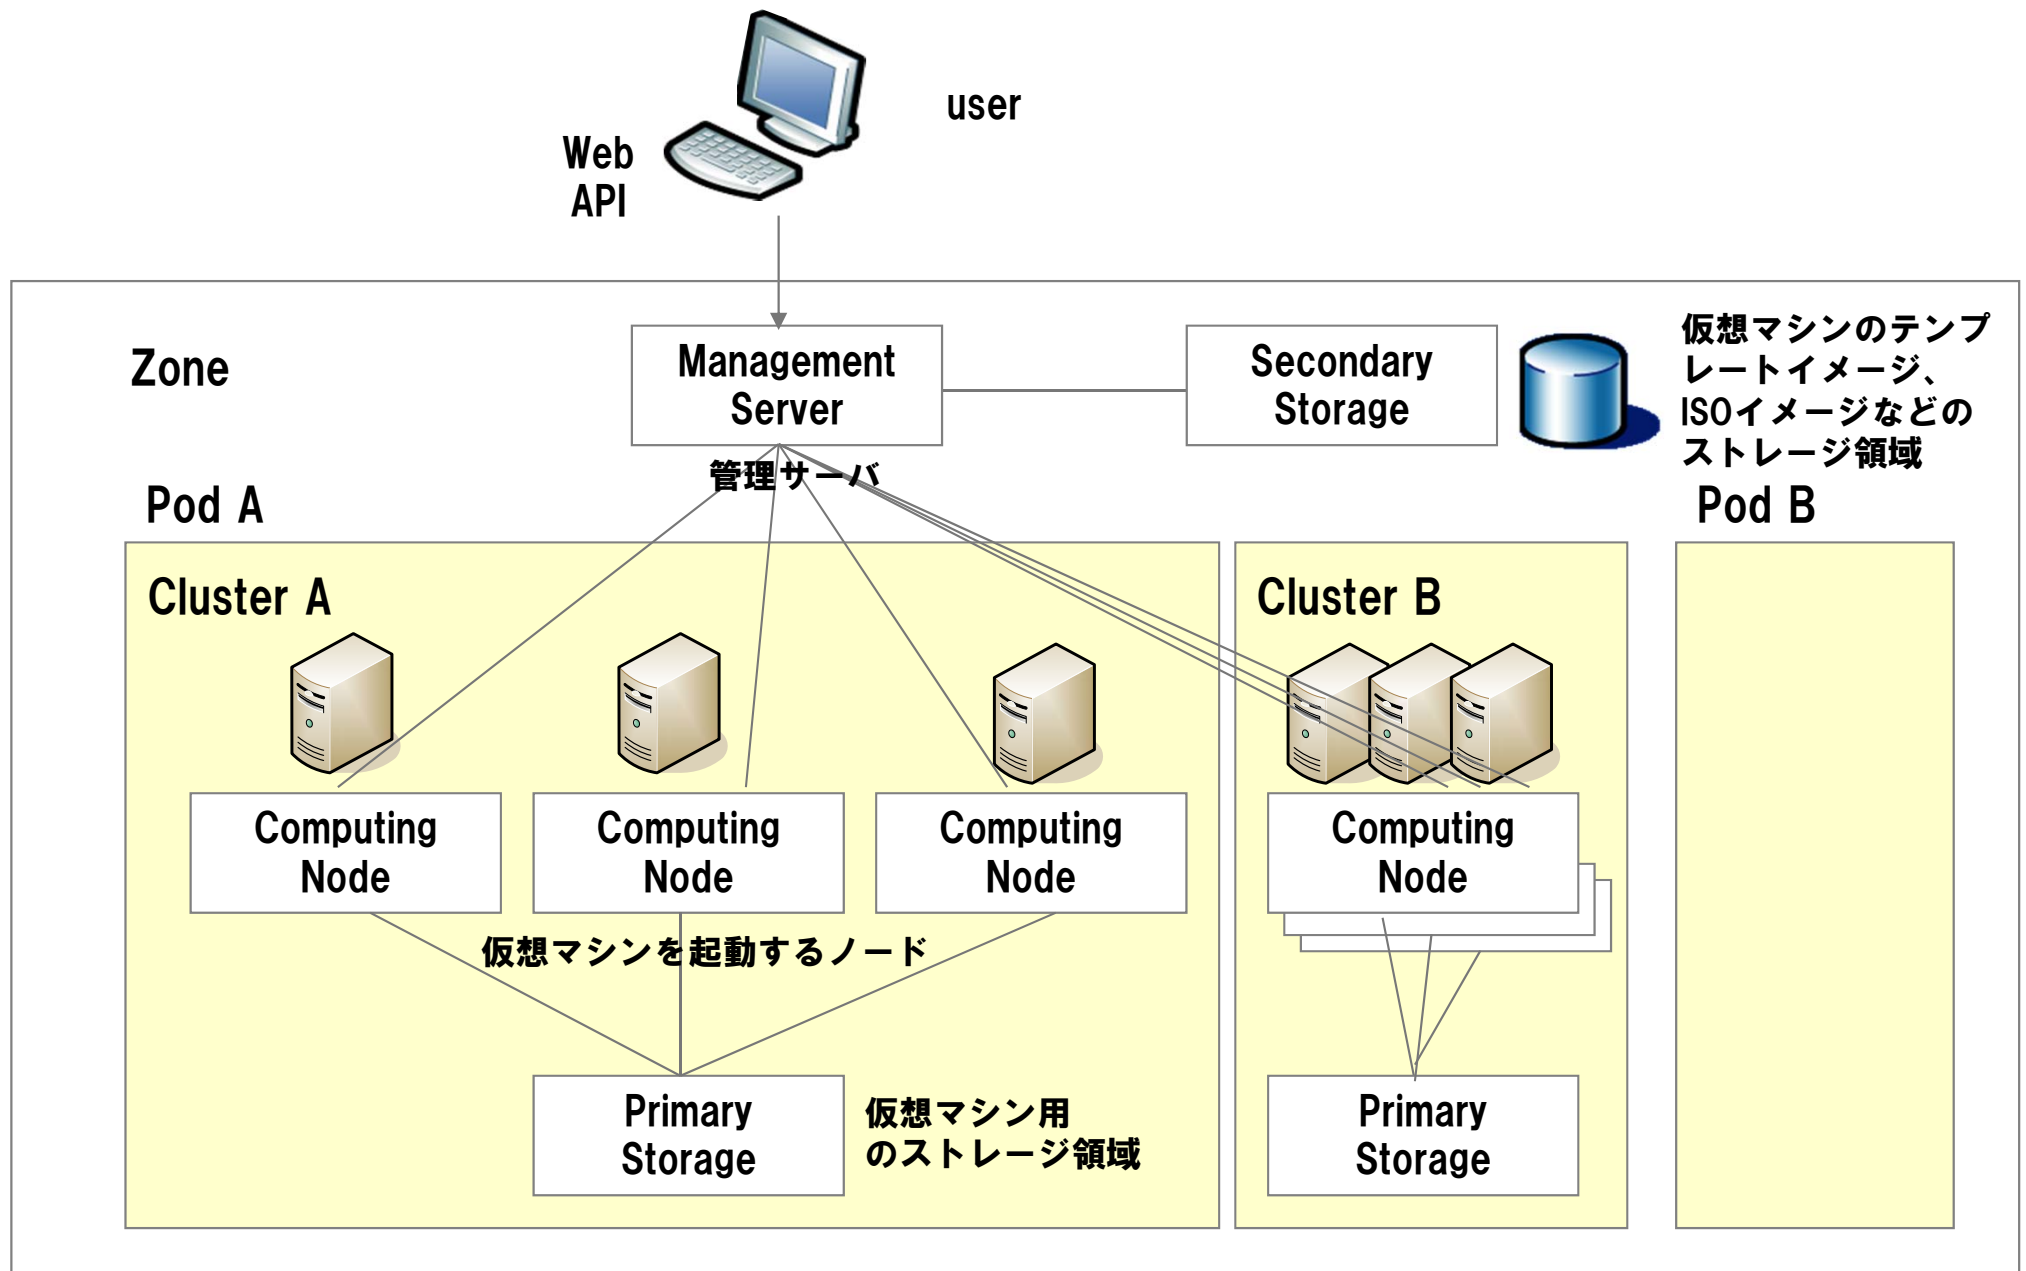 user
Web
API
Zone
Management
Server
Secondary
Storage
仮想マシンのテンプ
レートイメージ、
ISOイメージなどの
ストレージ領域
管理サーバ
Pod A
Pod B
Cluster A
Cluster B
Computing
Node
Computing
Node
Computing
Node
Computing
Node
仮想マシンを起動するノード
Primary
Storage
仮想マシン用
のストレージ領域
Primary
Storage